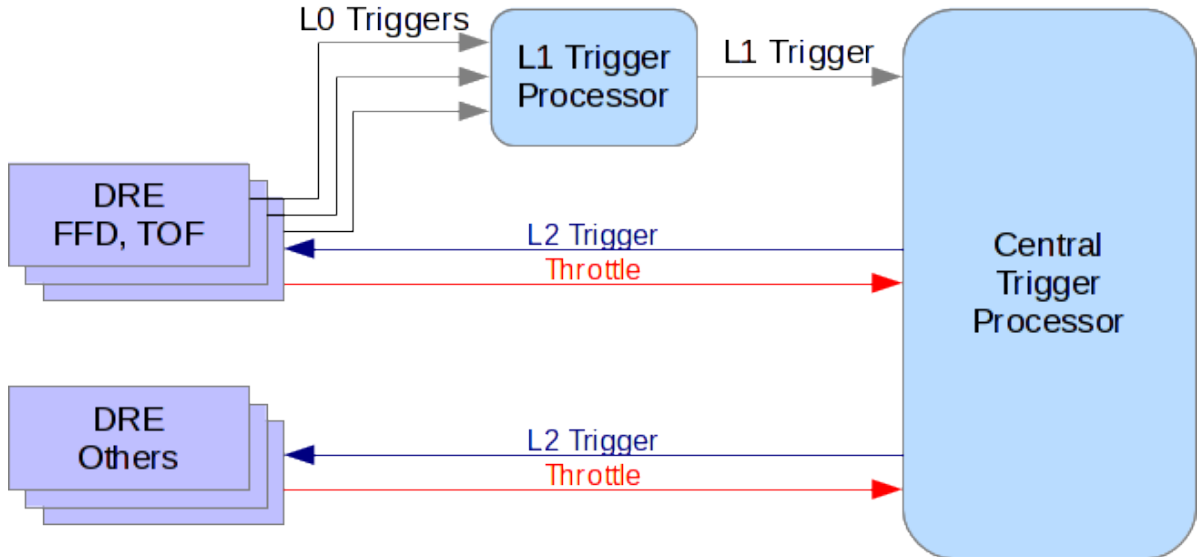 L0 Triggers
L1 Trigger
Processor
L1 Trigger
DRE
FFD, TOF
L2 Trigger
Throttle
Central
Trigger
Processor
DRE
Others
L2 Trigger
Throttle